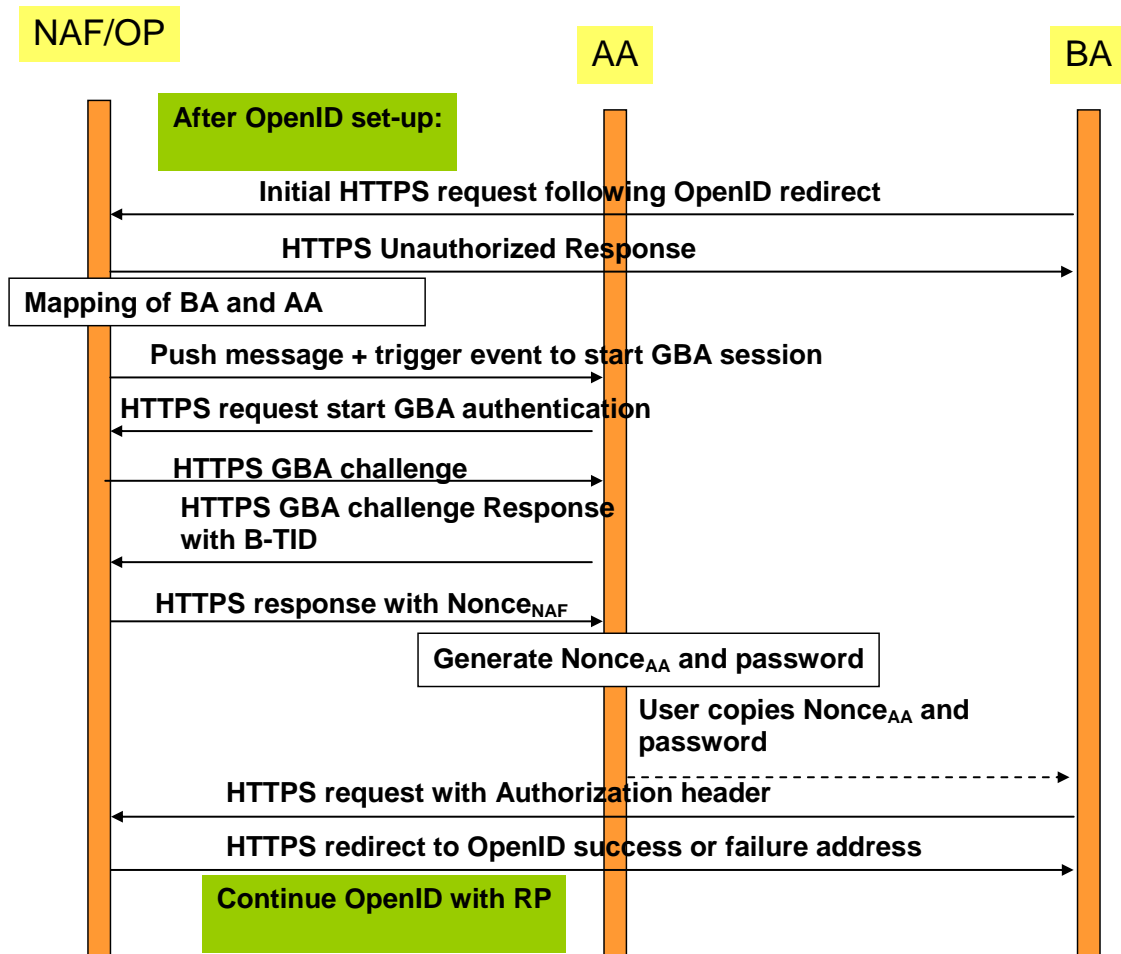 NAF/OP
AA
BA
After OpenID set-up:
Initial HTTPS request following OpenID redirect
HTTPS Unauthorized Response
Mapping of BA and AA
Push message + trigger event to start GBA session
HTTPS request start GBA authentication
HTTPS GBA challenge
HTTPS GBA challenge Response
with B-TID
HTTPS response with NonceNAF
Generate NonceAA and password
User copies NonceAA and
password
HTTPS request with Authorization header
HTTPS redirect to OpenID success or failure address
Continue OpenID with RP